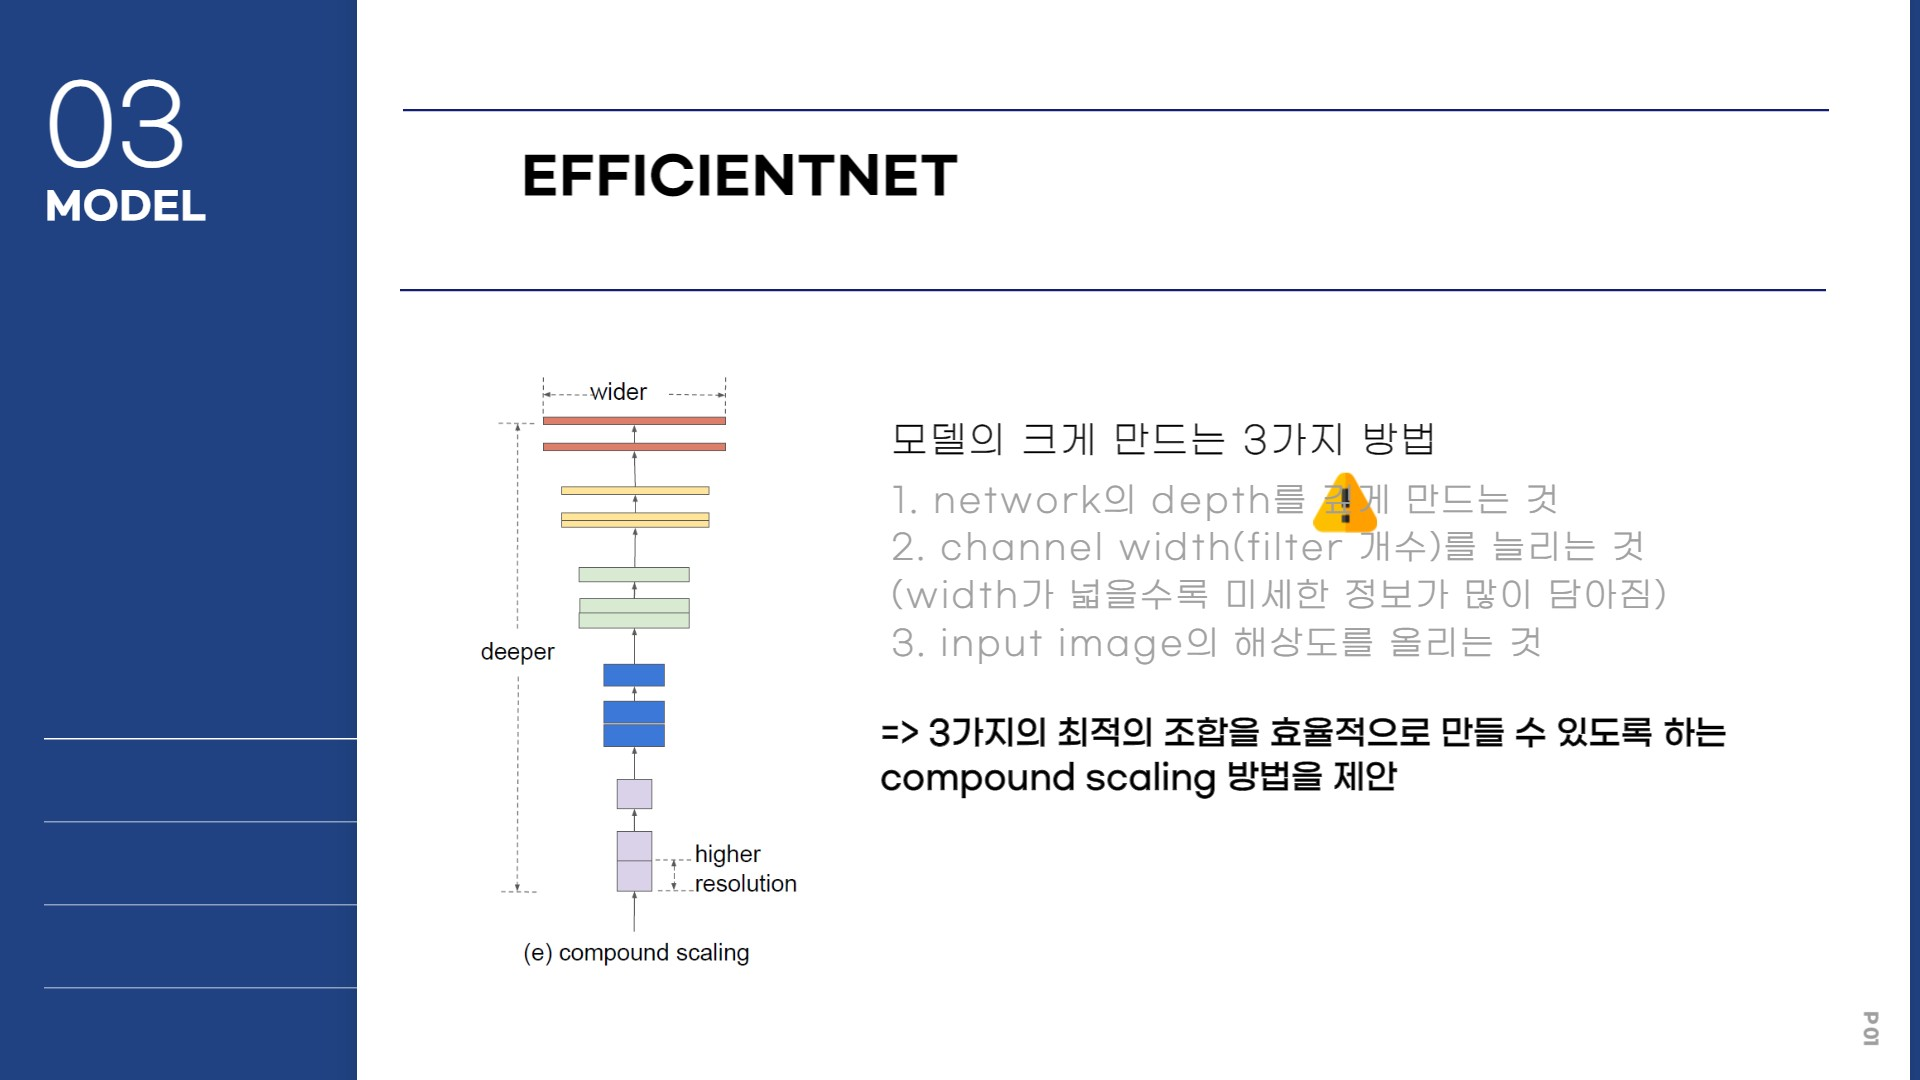 03
MODEL
EFFICIENTNET
wider
deeper
higher
resolution
(e) compound scaling
모델의 크게 만드는 3가지 방법
1. network의 depth를 만드는 것
2. channel width(filter 개수)를 늘리는 것
(width가 넓을수록 미세한 정보가 많이 담아짐)
3. input image의 해상도를 올리는 것
=> 3가지의 최적의 조합을 효율적으로 만들 수 있도록 하는
compound scaling 방법을 제안
P01